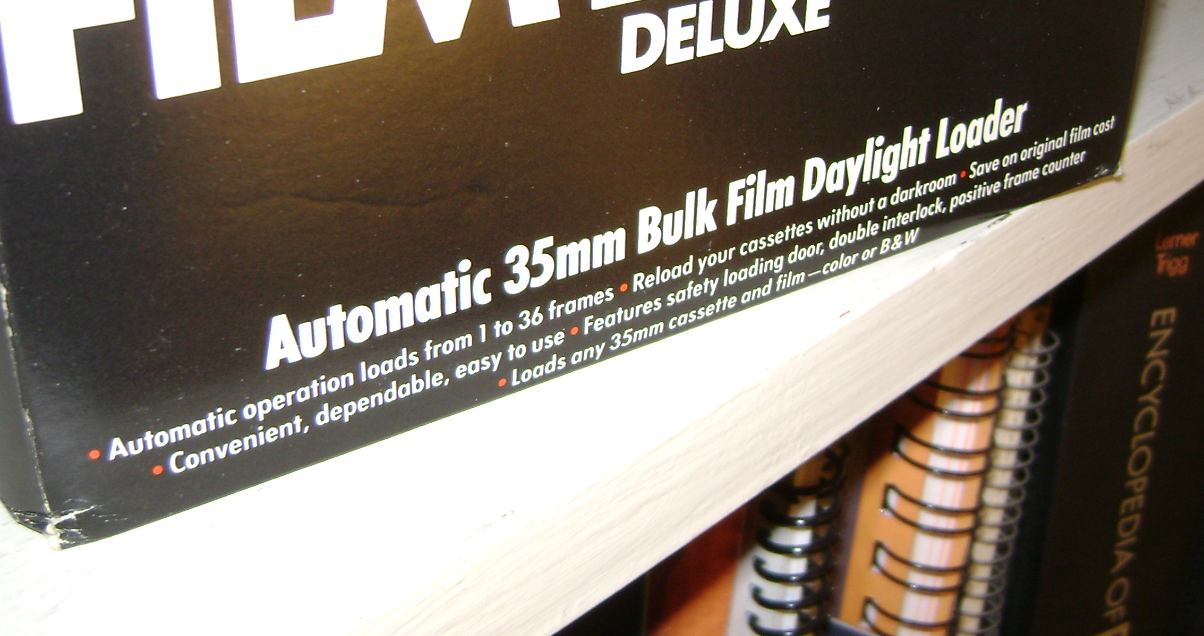 DELUXE
Automatic 35mm Bulk Film Daylight Loader
• Automatic operation loads from 1 to 36 frames • Reload your cassettes without a darkroom • Save on original film cost
• Convenient, dependable, easy to use • Features safety loading door, double interlock, positive frame counter
• Loads any 35mm cassette and film—color or B&W
Lerner
Trigg
ENCYCLOPEDIA OF